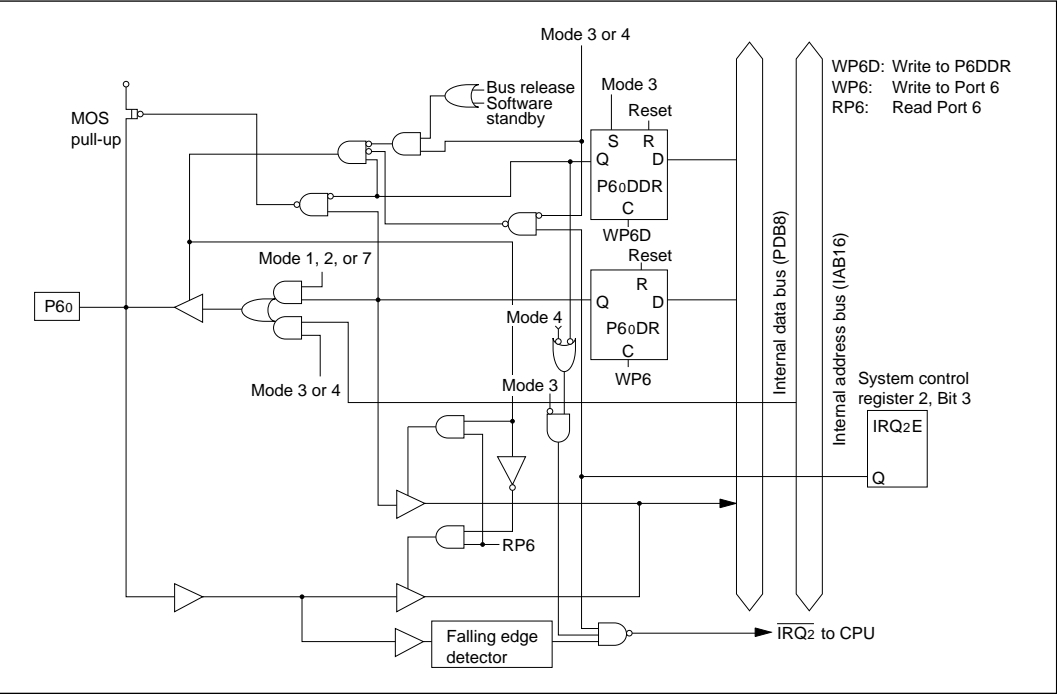 Mode 3 or 4
WP6D: Write to P6DDR
WP6: Write to Port 6
RP6: Read Port 6
Bus release
Software
standby
Mode 3
Reset
MOS
pull-up
S R
Q D
P60DDR
C
WP6D
Reset
R
Q D
P60DR
C
WP6
Mode 1, 2, or 7
P60
Mode 4
Mode 3 or 4
Mode 3
Internal data bus (PDB8)
Internal address bus (IAB16)
System control
register 2, Bit 3
IRQ2E
Q
RP6
Falling edge
detector
IRQ2 to CPU